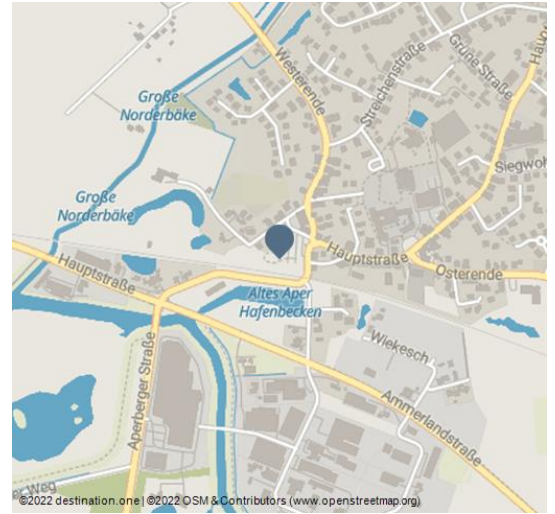 Westerende
Streichenstraße
Grüne Straße
Große
Norderbäke
Siegwoh
Große
Norderbäke
Hauptstraße
Hauptstraße
Osterende
Altes Aper
Hafenbecken
Aperberger Straße
Wiekesch
Ammerlandstraße
er Weg
©2022 destination.one | ©2022 OSM & Contributors (www.openstreetmap.org)